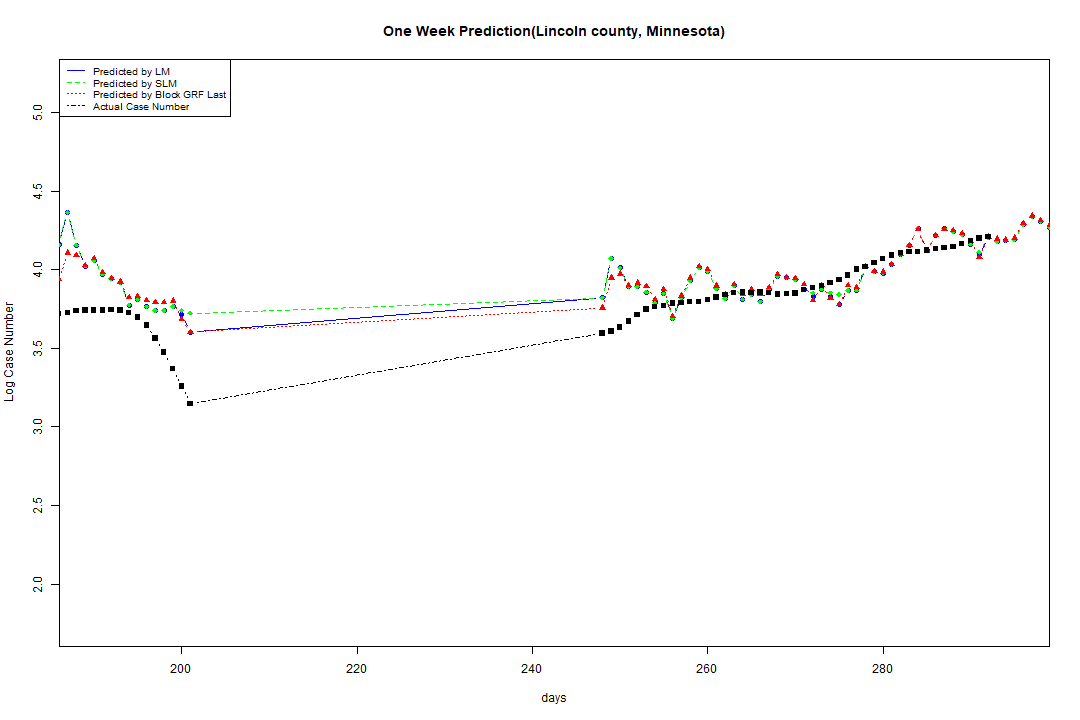 One Week Prediction(Lincoln county, Minnesota)
Predicted by LM
Predicted by SLM
Predicted by Block GRF Last
Actual Case Number
5.0
4.5
4.0
3.5
3.0
2.5
2.0
Log Case Number
200 220 240 260 280
days